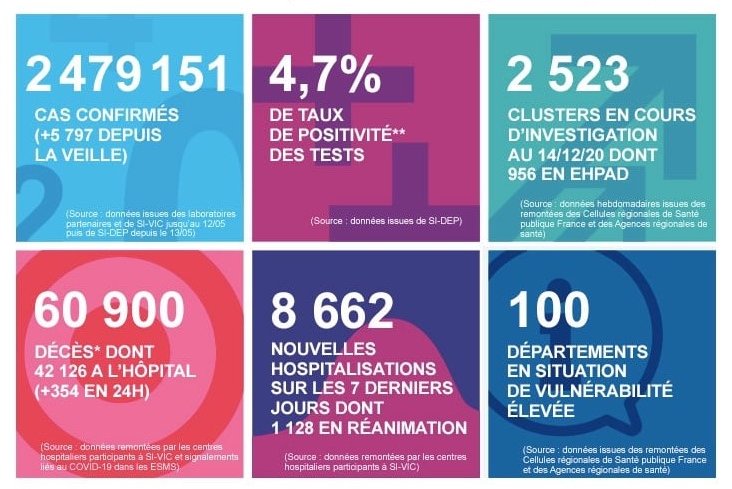 2 479 151
CAS CONFIRMÉS
(+5 797 DEPUIS
LA VEILLE)
(Source : données issues des laboratoires
partenaires et de SI-VIC jusqu'au 12/05
puis de SI-DEP depuis le 13/05)
4,7%
DE TAUX
DE POSITIVITÉ**
DES TESTS
(Source : données issues de SI-DEP)
2 523
CLUSTERS EN COURS
D'INVESTIGATION
AU 14/12/20 DONT
956 EN EHPAD
(Source : données hebdomadaires issues des
remontées des Cellules régionales de Santé
publique France et des Agences régionales de
santé)
60 900
DÉCÈS* DONT
42 126 A L'HÔPITAL
(+354 EN 24H)
(Source : données remontées par les centres
hospitaliers participants à SI-VIC et signalements
liés au COVID-19 dans les ESMS)
8 662
NOUVELLES
HOSPITALISATIONS
SUR LES 7 DERNIERS
JOURS DONT
1 128 EN RÉANIMATION
(Source : données remontées par les centres
hospitaliers participants à SI-VIC)
100
DÉPARTEMENTS
EN SITUATION
DE VULNÉRABILITÉ
ÉLEVÉE
(Source : données issues des remontées des
Cellules régionales de Santé publique France
et des Agences régionales de santé)